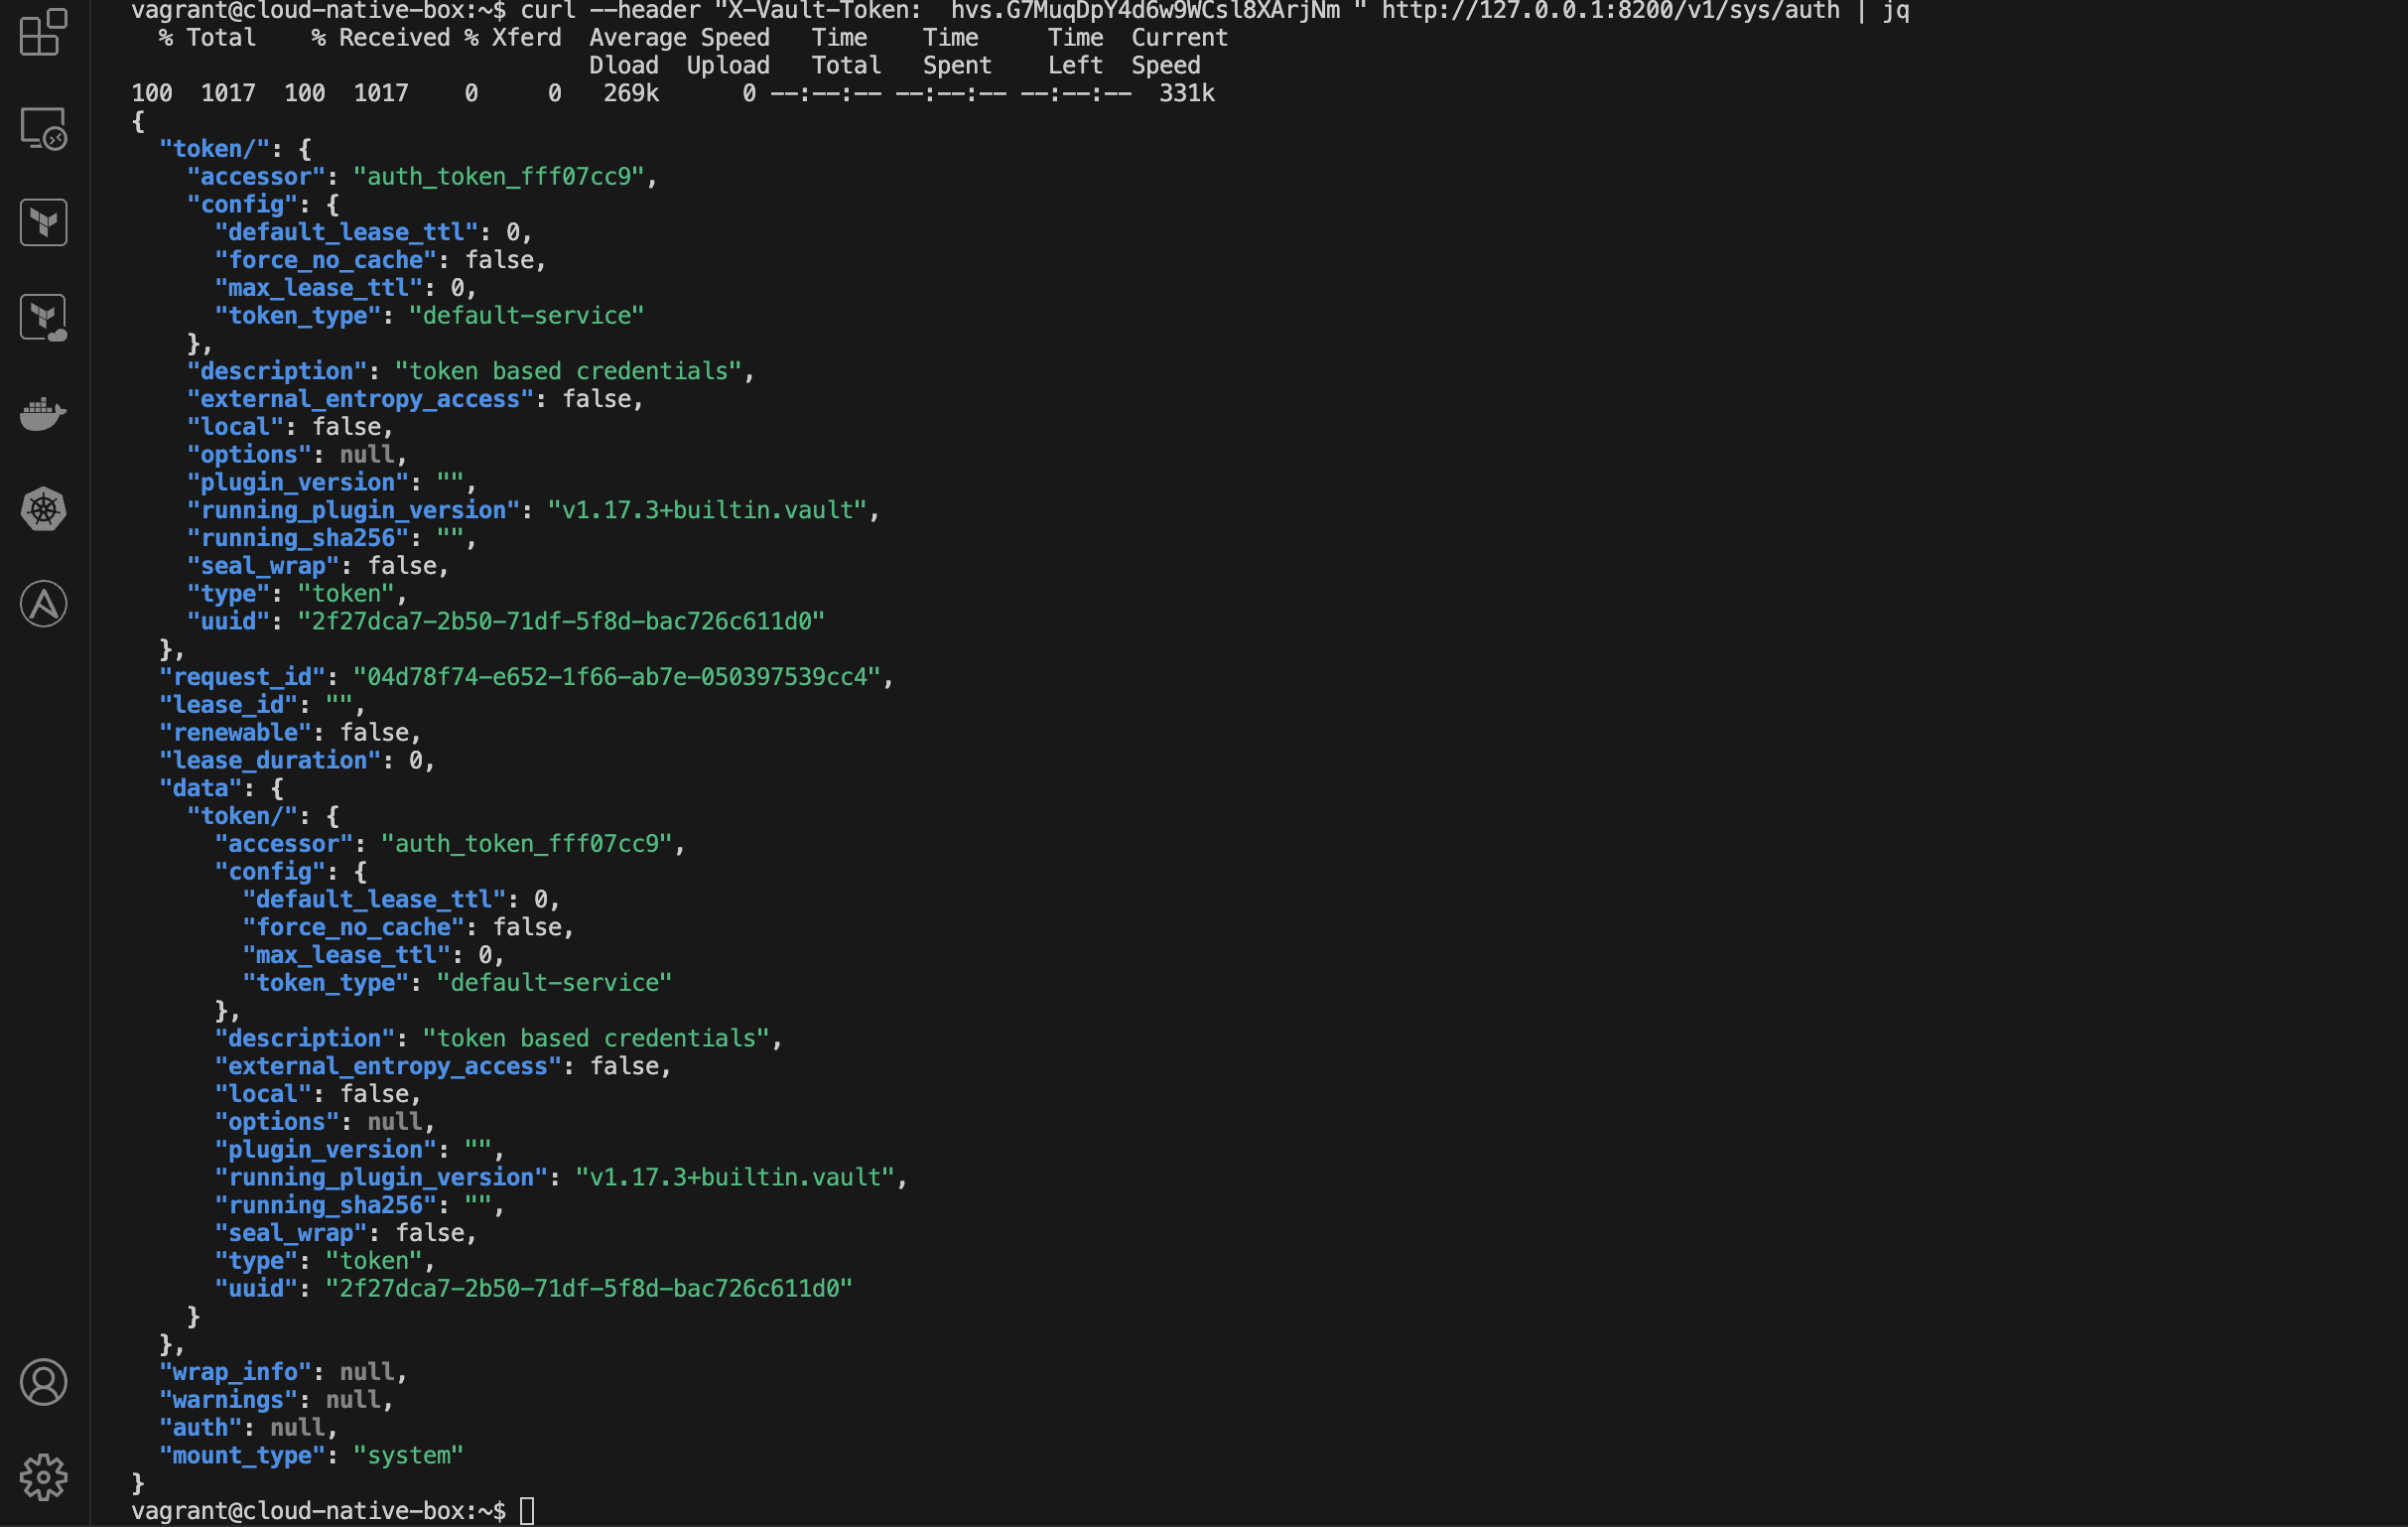 vagrant@cloud-native-box:~$ curl --header "X-Vault-Token:  hvs.G7MuqDpY4d6w9WCsl8XArjNm " http://127.0.0.1:8200/v1/sys/auth | jq
  % Total    % Received % Xferd  Average Speed   Time    Time     Time  Current
                                 Dload  Upload   Total   Spent    Left  Speed
100  1017  100  1017    0     0   269k      0 --:--:-- --:--:-- --:--:--  331k
{
  "token/": {
    "accessor": "auth_token_fff07cc9",
    "config": {
      "default_lease_ttl": 0,
      "force_no_cache": false,
      "max_lease_ttl": 0,
      "token_type": "default-service"
    },
    "description": "token based credentials",
    "external_entropy_access": false,
    "local": false,
    "options": null,
    "plugin_version": "",
    "running_plugin_version": "v1.17.3+builtin.vault",
    "running_sha256": "",
    "seal_wrap": false,
    "type": "token",
    "uuid": "2f27dca7-2b50-71df-5f8d-bac726c611d0"
  },
  "request_id": "04d78f74-e652-1f66-ab7e-050397539cc4",
  "lease_id": "",
  "renewable": false,
  "lease_duration": 0,
  "data": {
    "token/": {
      "accessor": "auth_token_fff07cc9",
      "config": {
        "default_lease_ttl": 0,
        "force_no_cache": false,
        "max_lease_ttl": 0,
        "token_type": "default-service"
      },
      "description": "token based credentials",
      "external_entropy_access": false,
      "local": false,
      "options": null,
      "plugin_version": "",
      "running_plugin_version": "v1.17.3+builtin.vault",
      "running_sha256": "",
      "seal_wrap": false,
      "type": "token",
      "uuid": "2f27dca7-2b50-71df-5f8d-bac726c611d0"
    }
  },
  "wrap_info": null,
  "warnings": null,
  "auth": null,
  "mount_type": "system"
}
vagrant@cloud-native-box:~$